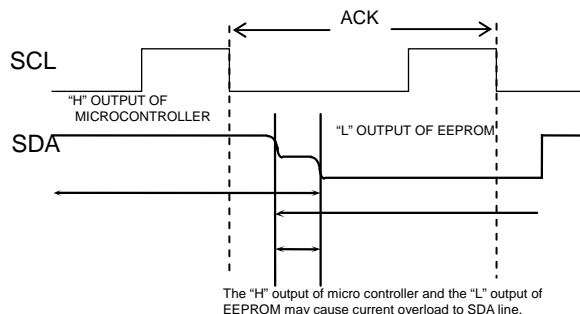 ACK
SCL
“H” OUTPUT OF
MICROCONTROLLER
“L” OUTPUT OF EEPROM
SDA
The “H” output of micro controller and the “L” output of
EEPROM may cause current overload to SDA line.